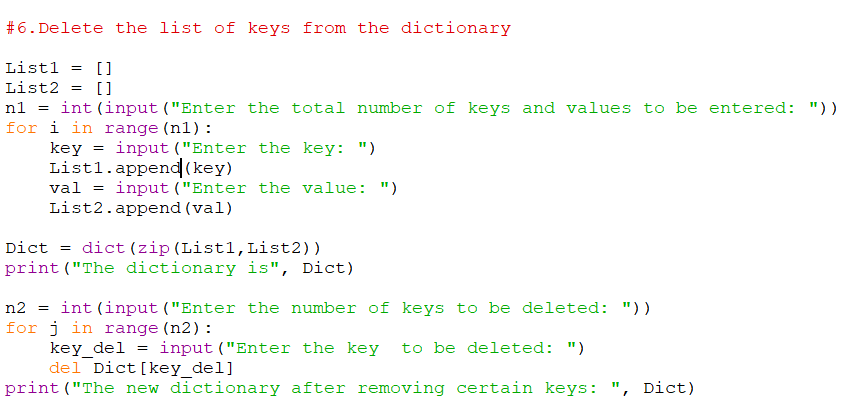 #6.Delete the list of keys from the dictionary
List1 = []
List2 = []
n1 = int(input("Enter the total number of keys and values to be entered: "))
for i in range(n1):
    key = input("Enter the key: ")
    List1.append(key)
    val = input("Enter the value: ")
    List2.append(val)
Dict = dict(zip(List1,List2))
print("The dictionary is", Dict)
n2 = int(input("Enter the number of keys to be deleted: "))
for j in range(n2):
    key_del = input("Enter the key  to be deleted: ")
    del Dict[key_del]
print("The new dictionary after removing certain keys: ", Dict)